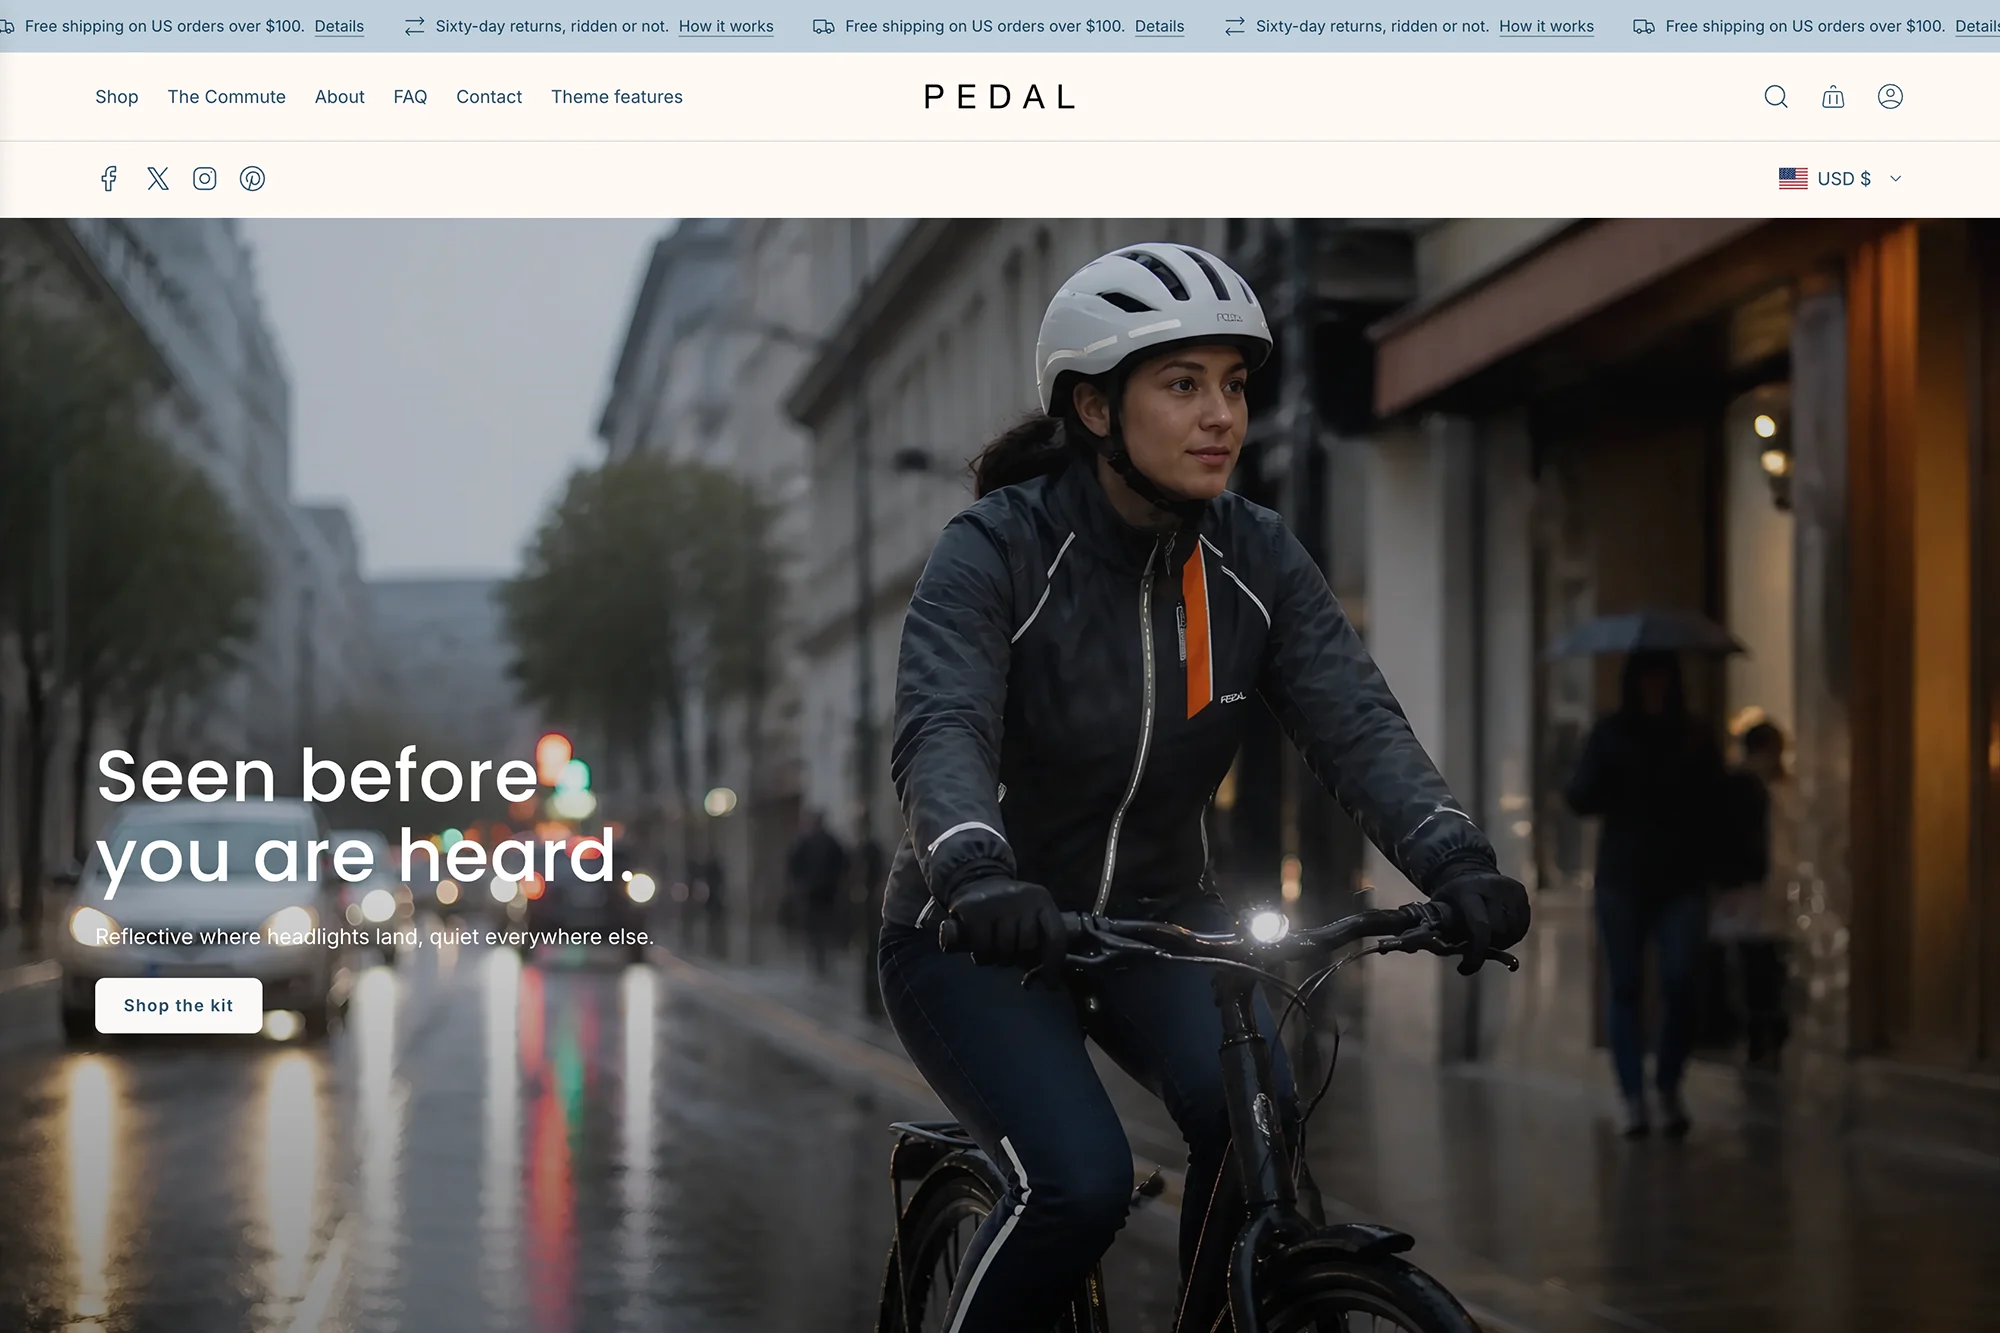 Free shipping on US orders over $100. Details Sixty-day returns, ridden or not. How it works Free shipping on US orders over $100. Details Sixty-day returns, ridden or not. How it works Free shipping on US orders over $100. Details
Shop The Commute About FAQ Contact Theme features
PEDAL
USD $
Seen before
you are heard.
Reflective where headlights land, quiet everywhere else.
Shop the kit